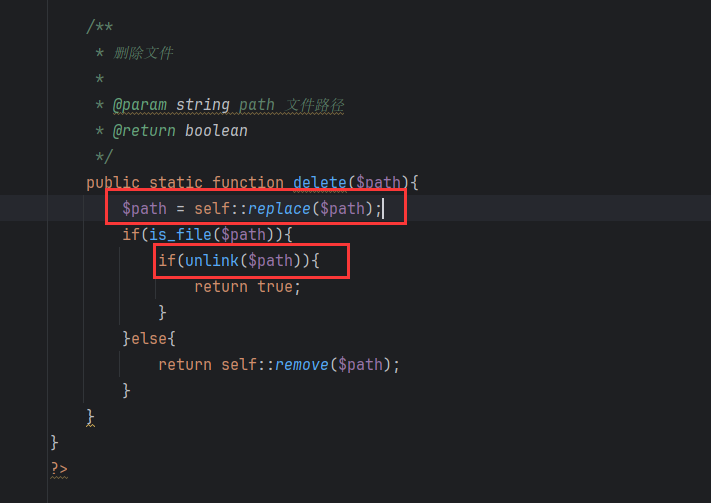 /**
* 删除文件
*
* @param string path 文件路径
* @return boolean
*/
public static function delete($path){
$path = self::replace($path);
if(is_file($path)){
if(unlink($path)){
return true;
}
}else{
return self::remove($path);
}
}
}
?>